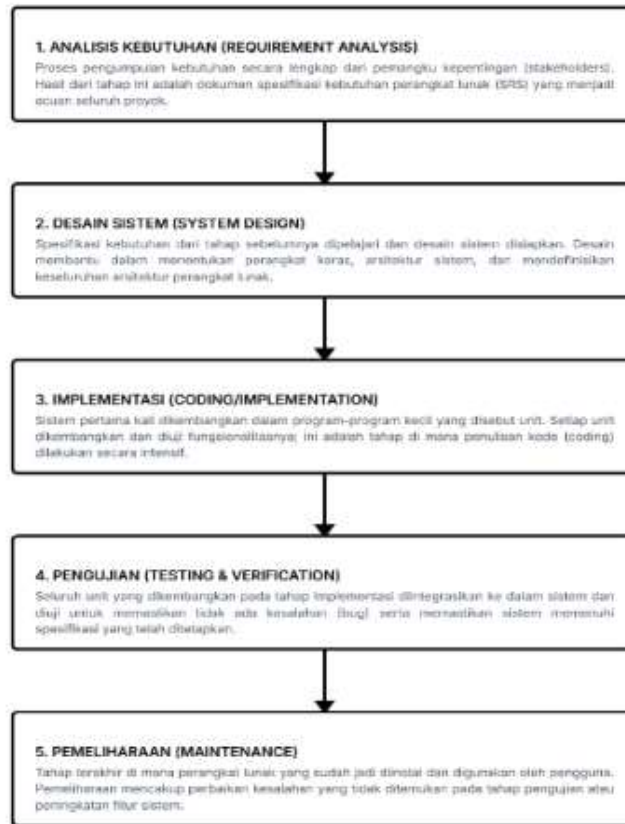 1. ANALISIS KEBUTUHAN (REQUIREMENT ANALYSIS)
Proses pengumpulan kebutuhan secara lengkap dari pemangku kepentingan (stakeholders).
Hasil dari tahap ini adalah dokumen spesifikasi kebutuhan perangkat lunak (SRS) yang menjadi
acuan seluruh proyek.
2. DESAIN SISTEM (SYSTEM DESIGN)
Spesifikasi kebutuhan dari tahap sebelumnya dipelajari dan desain sistem disiapkan. Desain
membantu dalam menentukan perangkat keras, arsitektur sistem, dan mendefinisikan
keseluruhan arsitektur perangkat lunak.
3. IMPLEMENTASI (CODING/IMPLEMENTATION)
Sistem pertama kali dikembangkan dalam program-program kecil yang disebut unit. Setiap unit
dikembangkan dan diuji fungsionalitasnya; ini adalah tahap di mana penulisan kode (coding)
dilakukan secara intensif.
4. PENGUJIAN (TESTING & VERIFICATION)
Seluruh unit yang dikembangkan pada tahap implementasi diintegrasikan ke dalam sistem dan
diuji untuk memastikan tidak ada kesalahan (bug) serta memastikan sistem memenuhi
spesifikasi yang telah ditetapkan.
5. PEMELIHARAAN (MAINTENANCE)
Tahap terakhir di mana perangkat lunak yang sudah jadi diinstal dan digunakan oleh pengguna.
Pemeliharaan mencakup perbaikan kesalahan yang tidak ditemukan pada tahap pengujian atau
peningkatan fitur sistem.